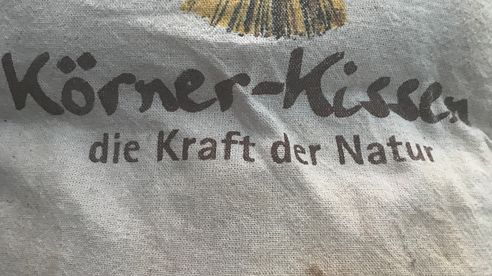 Körner-Kissen
die Kraft der Natur